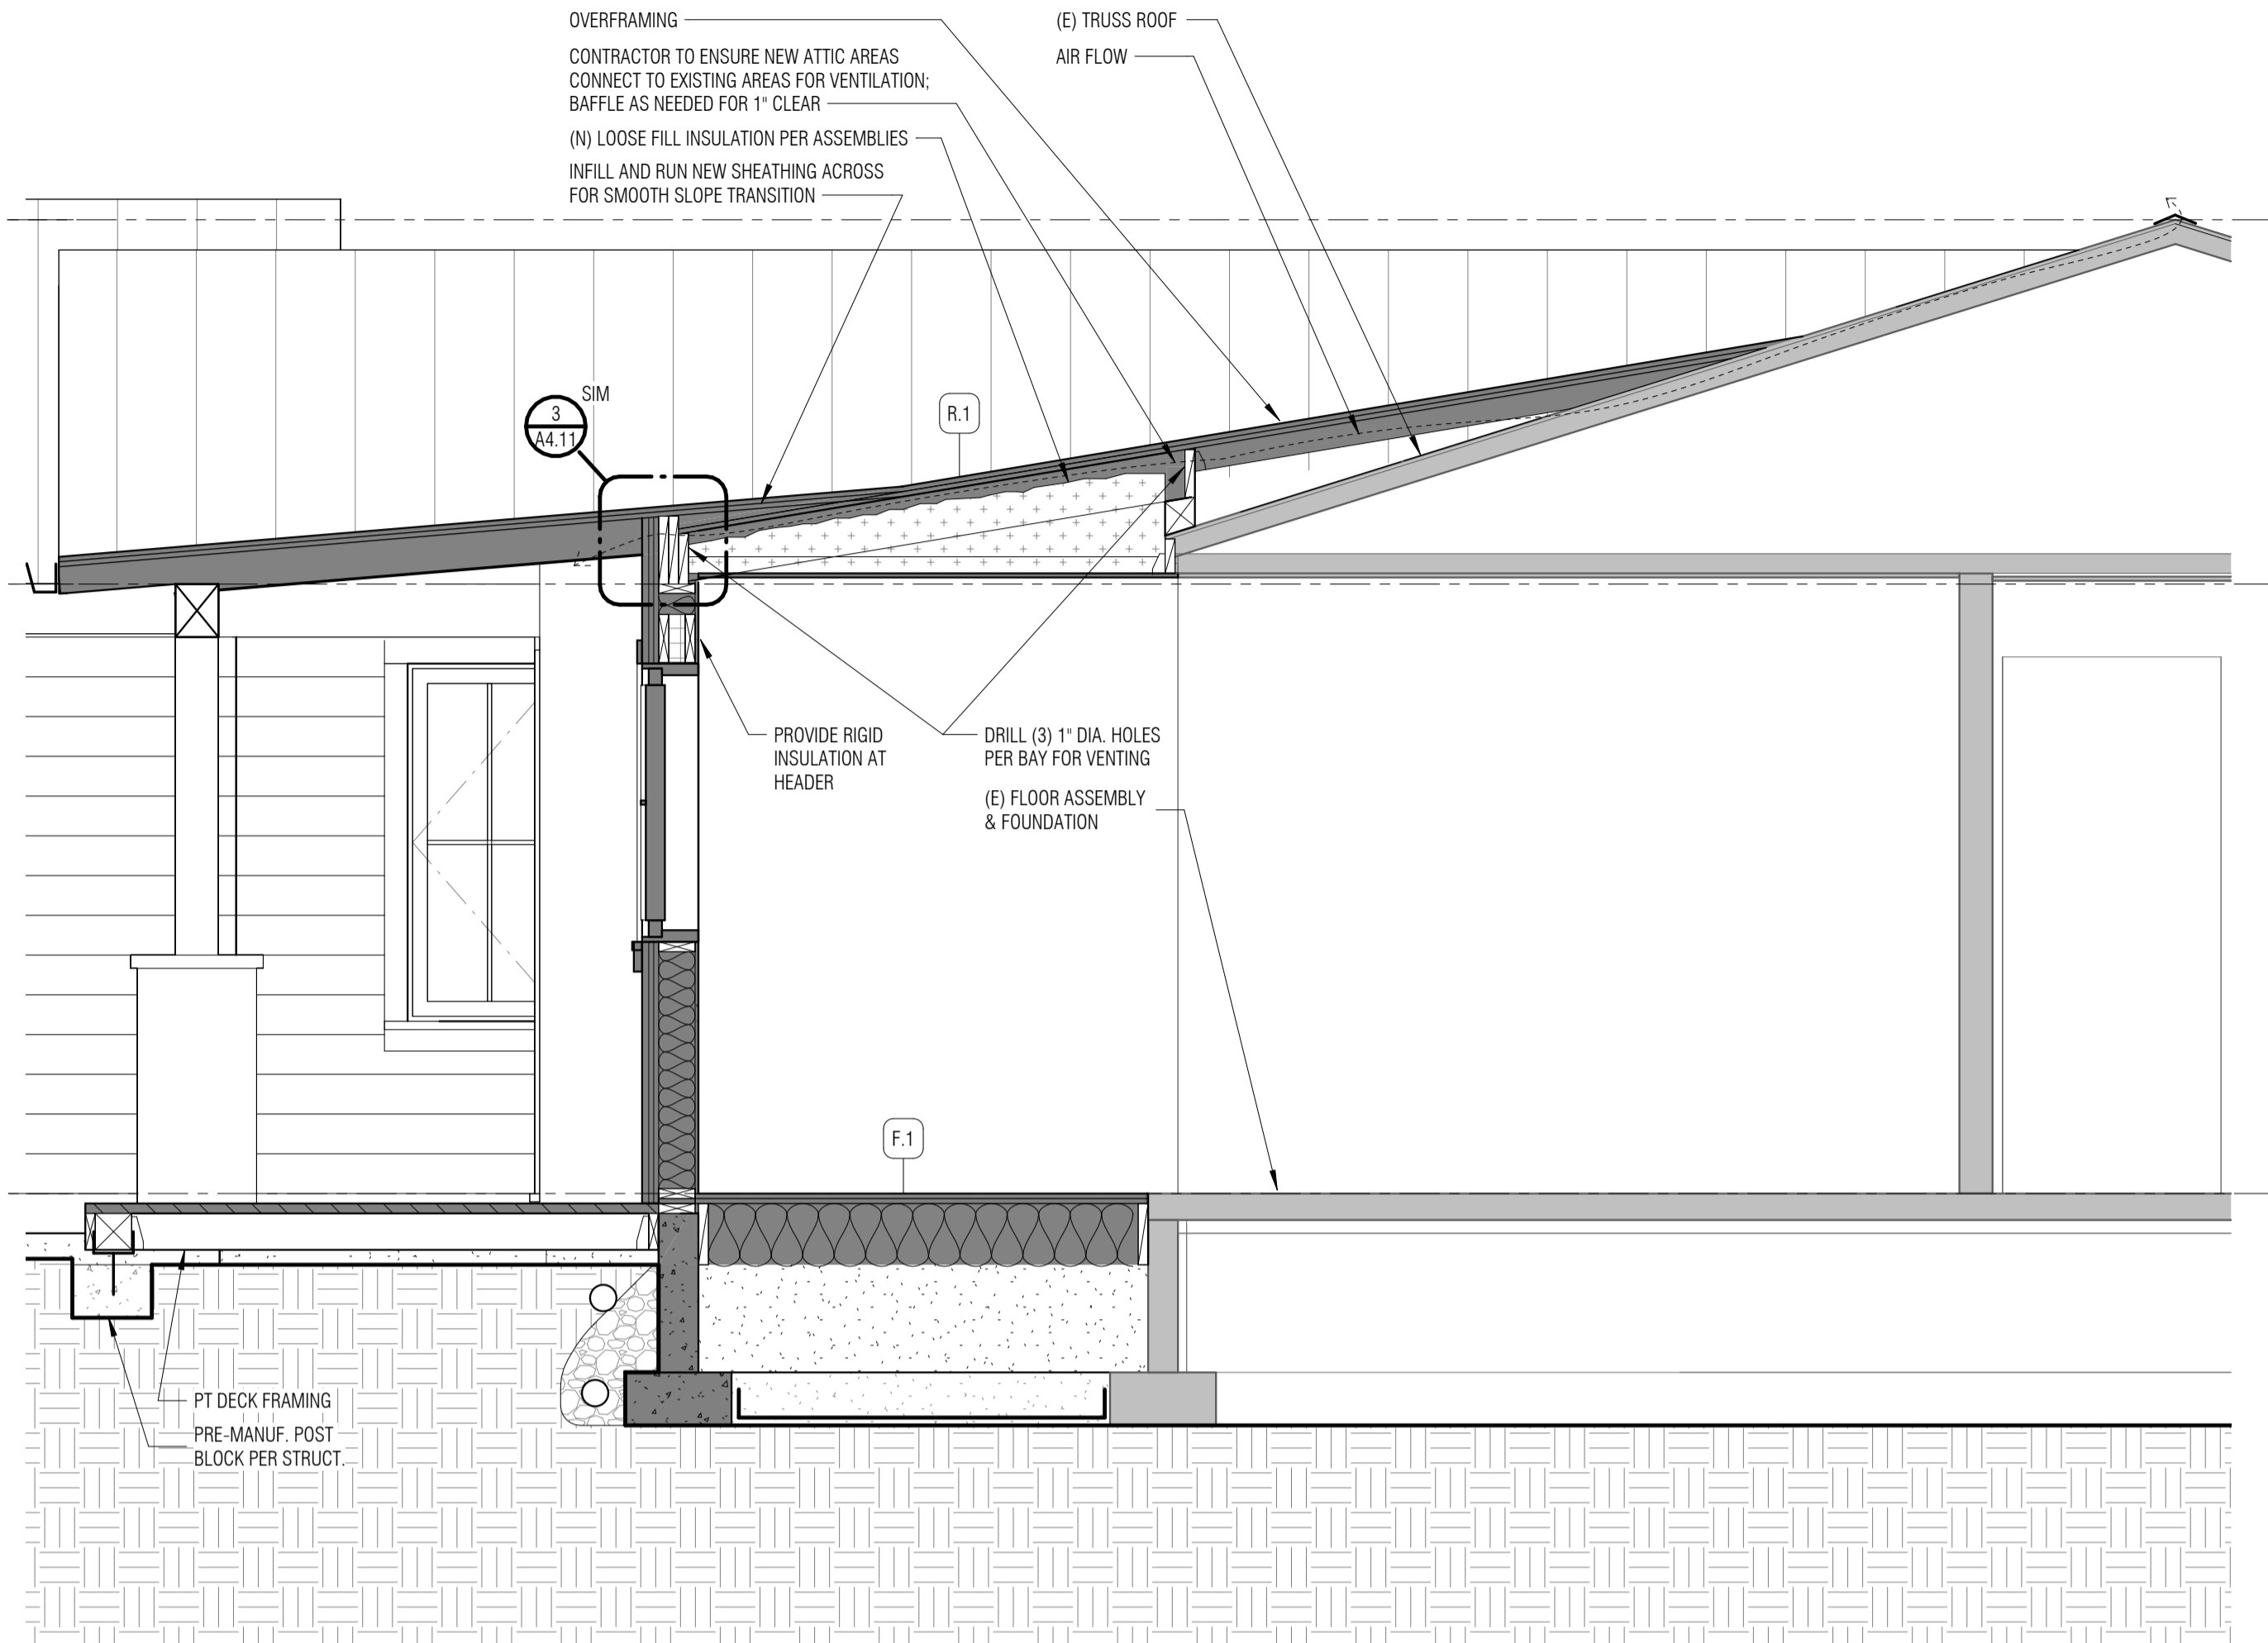 OVERFRAMING
CONTRACTOR TO ENSURE NEW ATTIC AREAS
CONNECT TO EXISTING AREAS FOR VENTILATION;
BAFFLE AS NEEDED FOR 1" CLEAR
(N) LOOSE FILL INSULATION PER ASSEMBLIES
INFILL AND RUN NEW SHEATHING ACROSS
FOR SMOOTH SLOPE TRANSITION
(E) TRUSS ROOF
AIR FLOW
SIM
3
A4.11
R.1
PROVIDE RIGID
INSULATION AT
HEADER
DRILL (3) 1" DIA. HOLES
PER BAY FOR VENTING
(E) FLOOR ASSEMBLY
& FOUNDATION
F.1
PT DECK FRAMING
PRE-MANUF. POST
BLOCK PER STRUCT.